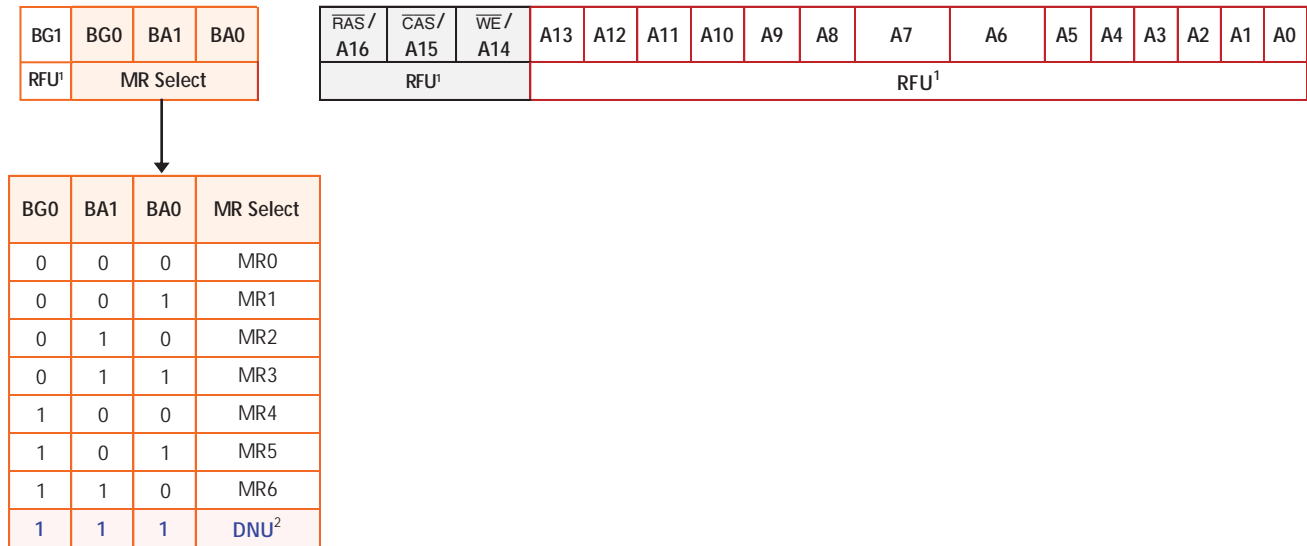 BG1 BG0 BA1 BA0 RAS/ A16 CAS/ A15 WE/ A14 A13 A12 A11 A10 A9 A8 A7 A6 A5 A4 A3 A2 A1 A0
RFU¹ MR Select RFU¹ RFU¹
BG0 BA1 BA0 MR Select
0 0 0 MR0
0 0 1 MR1
0 1 0 MR2
0 1 1 MR3
1 0 0 MR4
1 0 1 MR5
1 1 0 MR6
1 1 1 DNU²